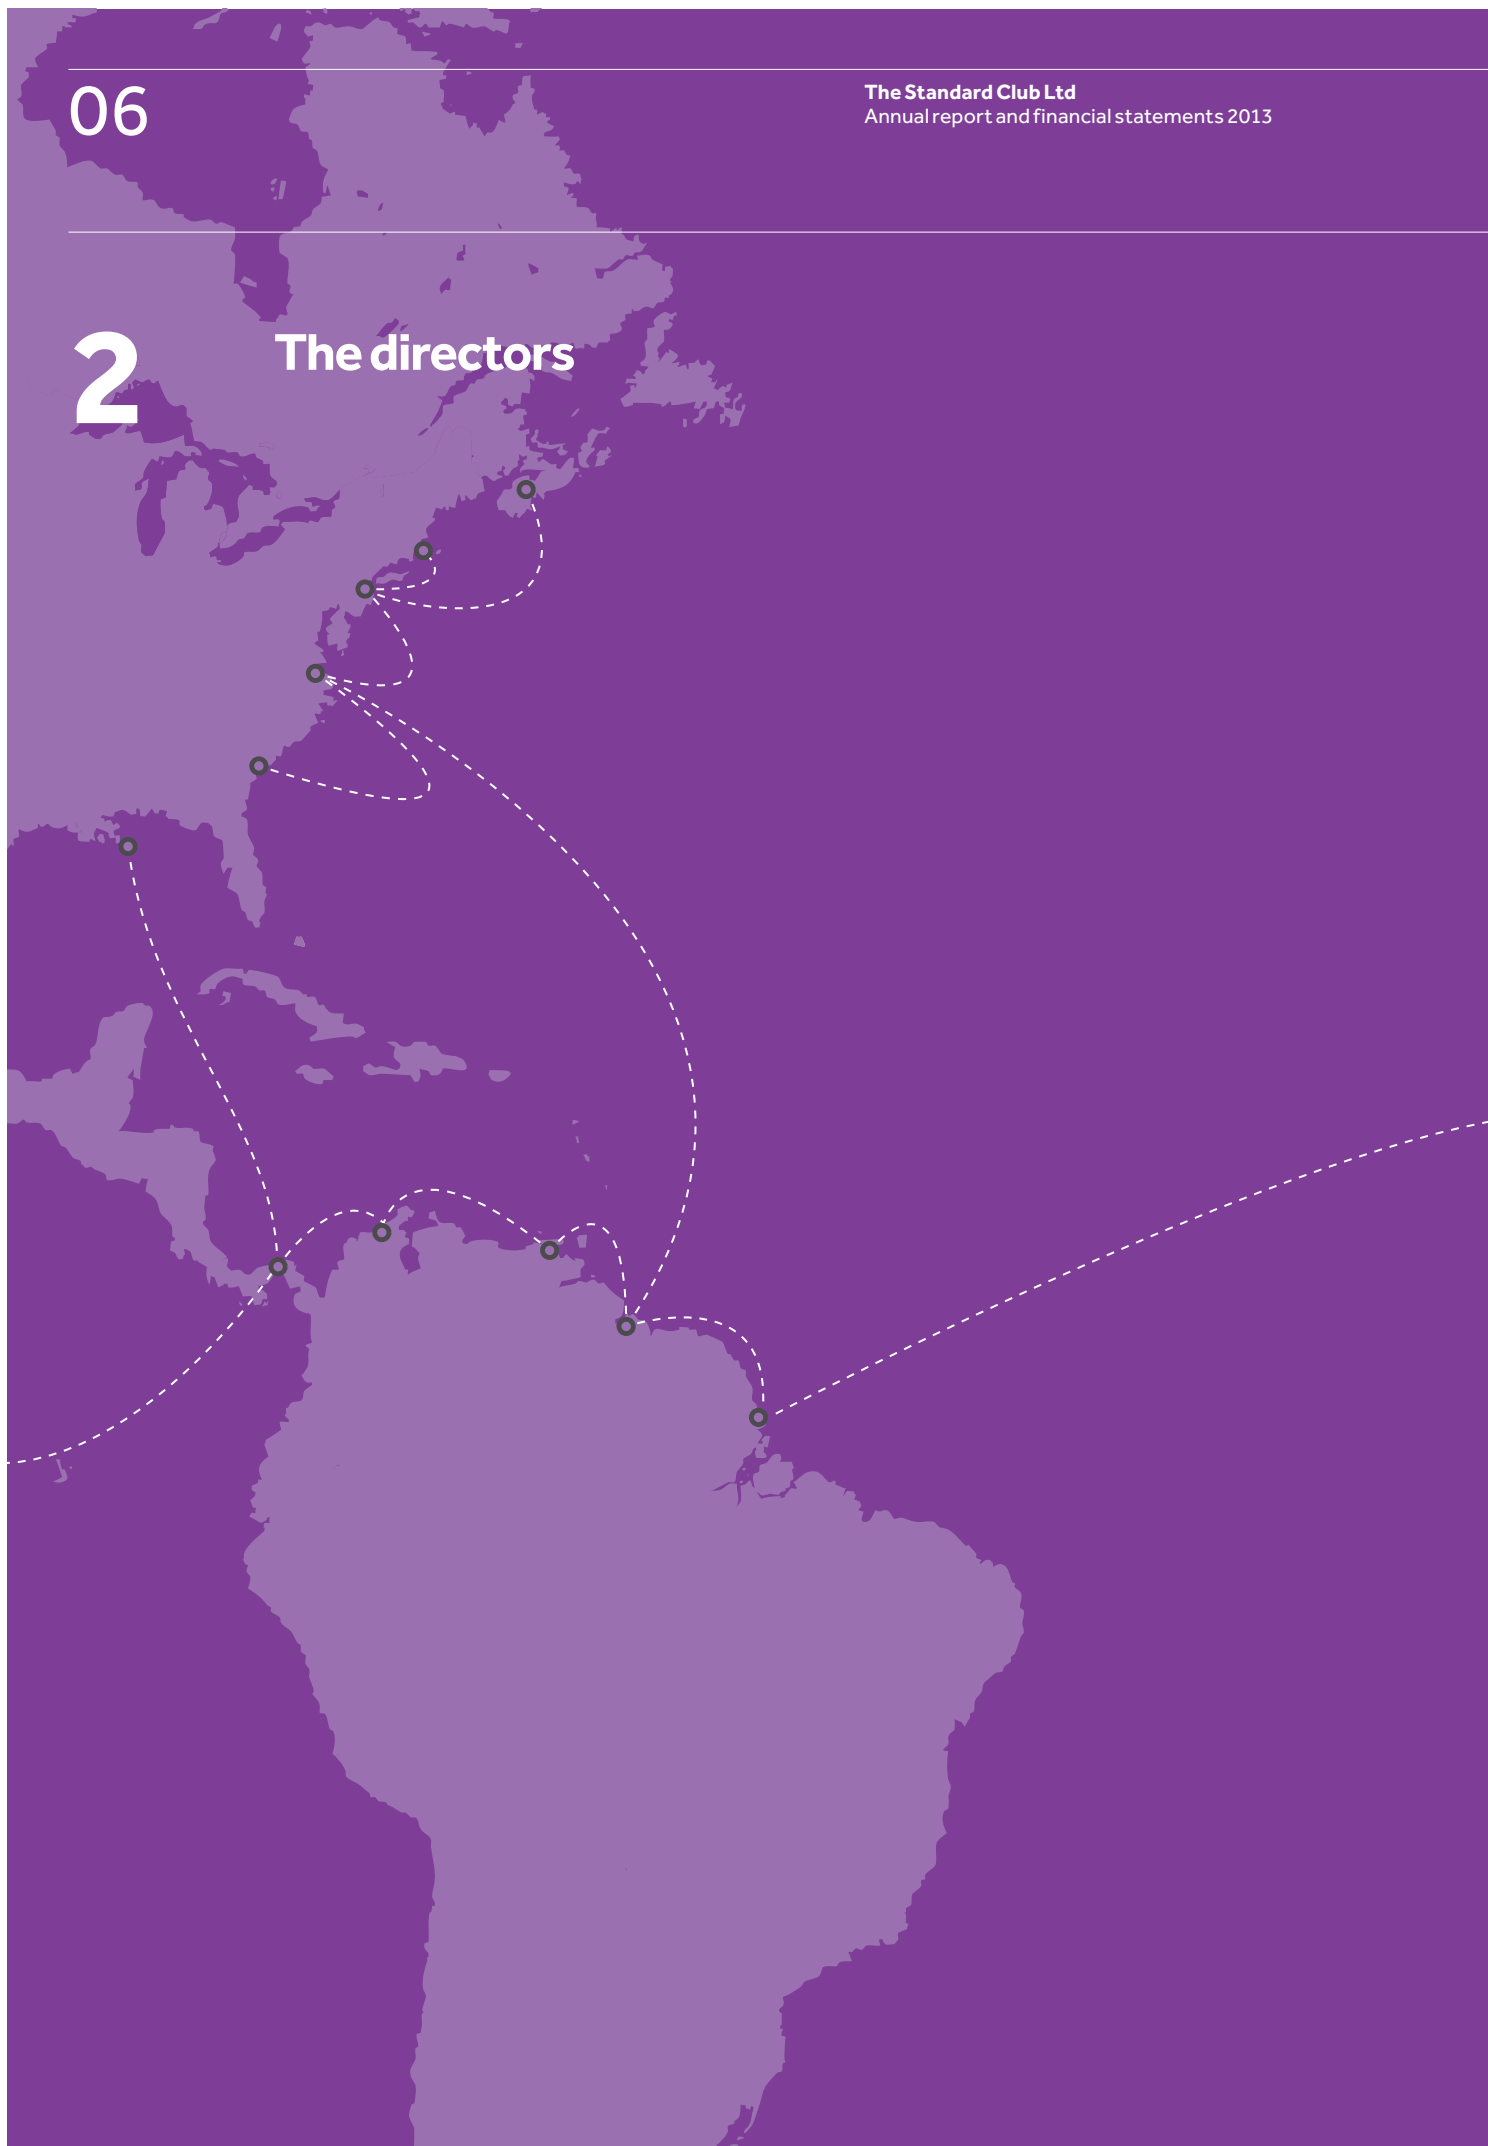 06
The Standard Club Ltd
Annual report and financial statements 2013
2
The directors